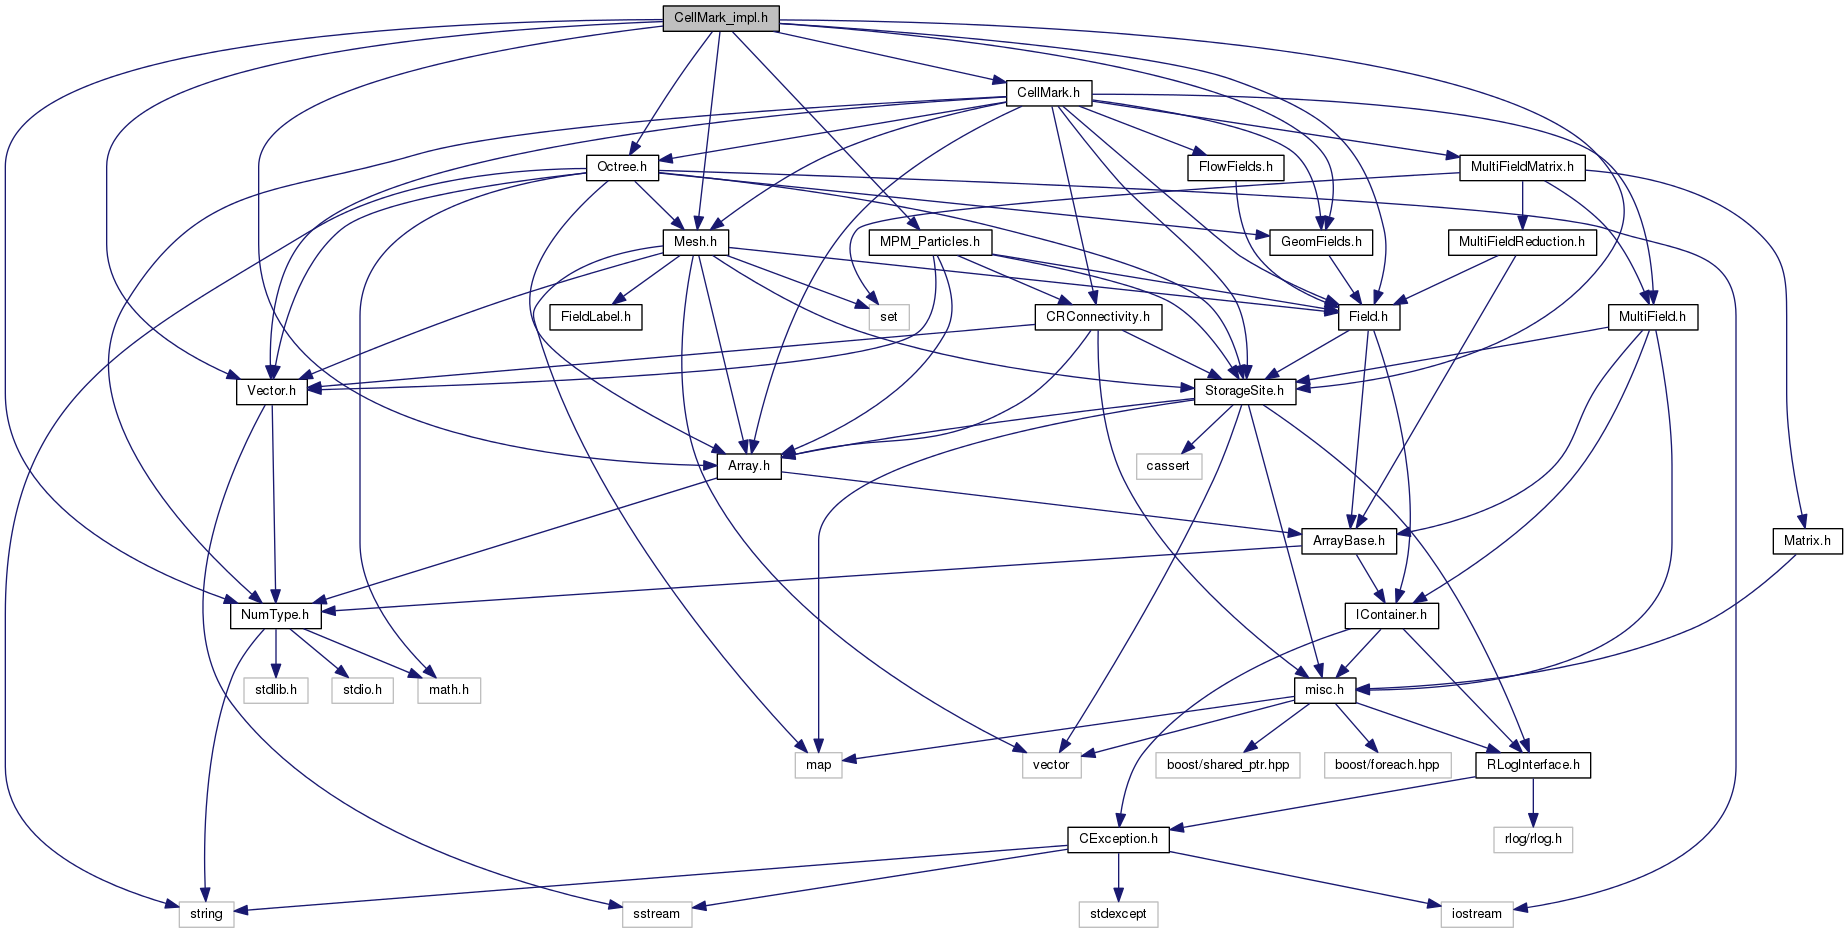 CellMark_impl.h
CellMark.h
Octree.h
FlowFields.h
MultiFieldMatrix.h
Mesh.h
MPM_Particles.h
GeomFields.h
MultiFieldReduction.h
FieldLabel.h
set
CRConnectivity.h
Field.h
MultiField.h
Vector.h
StorageSite.h
Array.h
cassert
ArrayBase.h
Matrix.h
NumType.h
IContainer.h
stdlib.h
stdio.h
math.h
misc.h
map
vector
boost/shared_ptr.hpp
boost/foreach.hpp
RLogInterface.h
CException.h
rlog/rlog.h
string
sstream
stdexcept
iostream